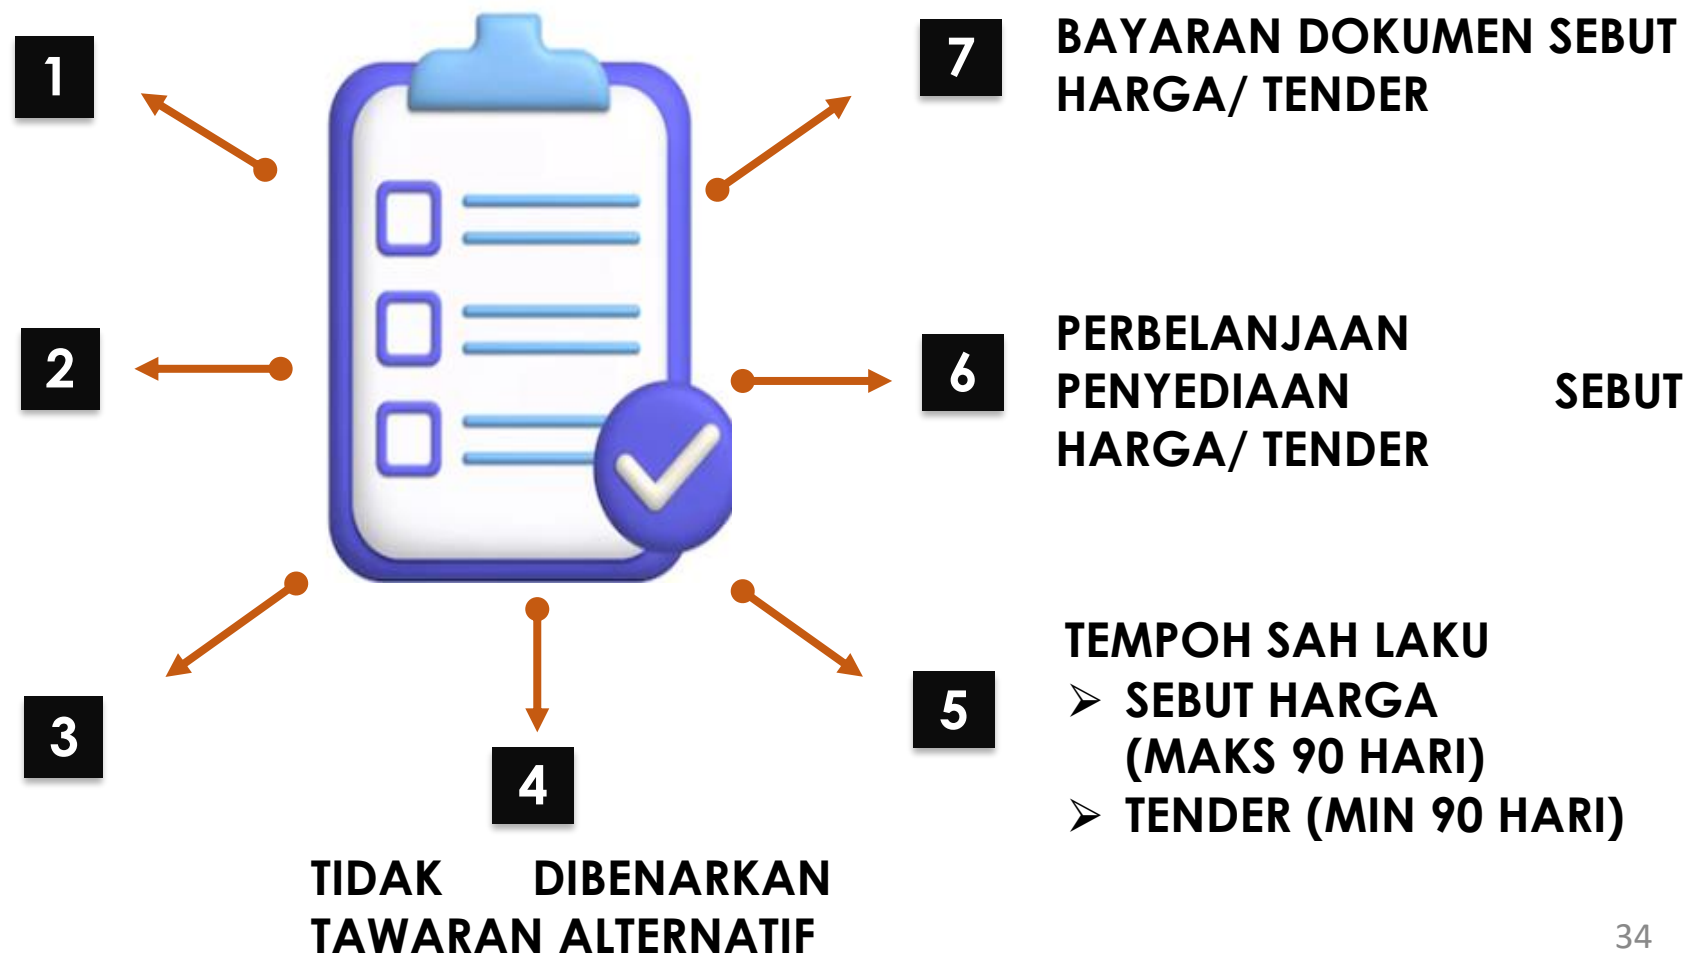 1
2
3
4
TIDAK DIBENARKAN
TAWARAN ALTERNATIF
5
TEMPOH SAH LAKU
➢ SEBUT HARGA
(MAKS 90 HARI)
➢ TENDER (MIN 90 HARI)
6
PERBELANJAAN
PENYEDIAAN SEBUT
HARGA/ TENDER
7
BAYARAN DOKUMEN SEBUT
HARGA/ TENDER
34